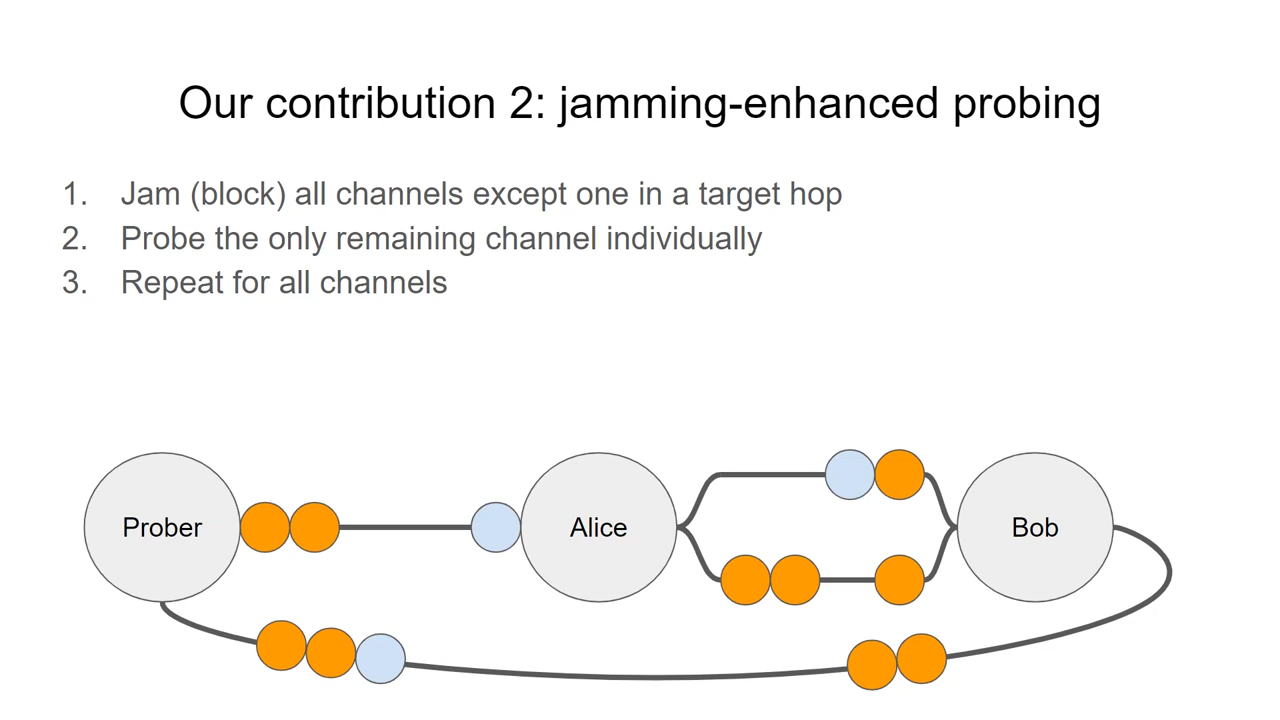 Our contribution 2: jamming-enhanced probing
1. Jam (block) all channels except one in a target hop
2. Probe the only remaining channel individually
3. Repeat for all channels
Prober
Alice
Bob